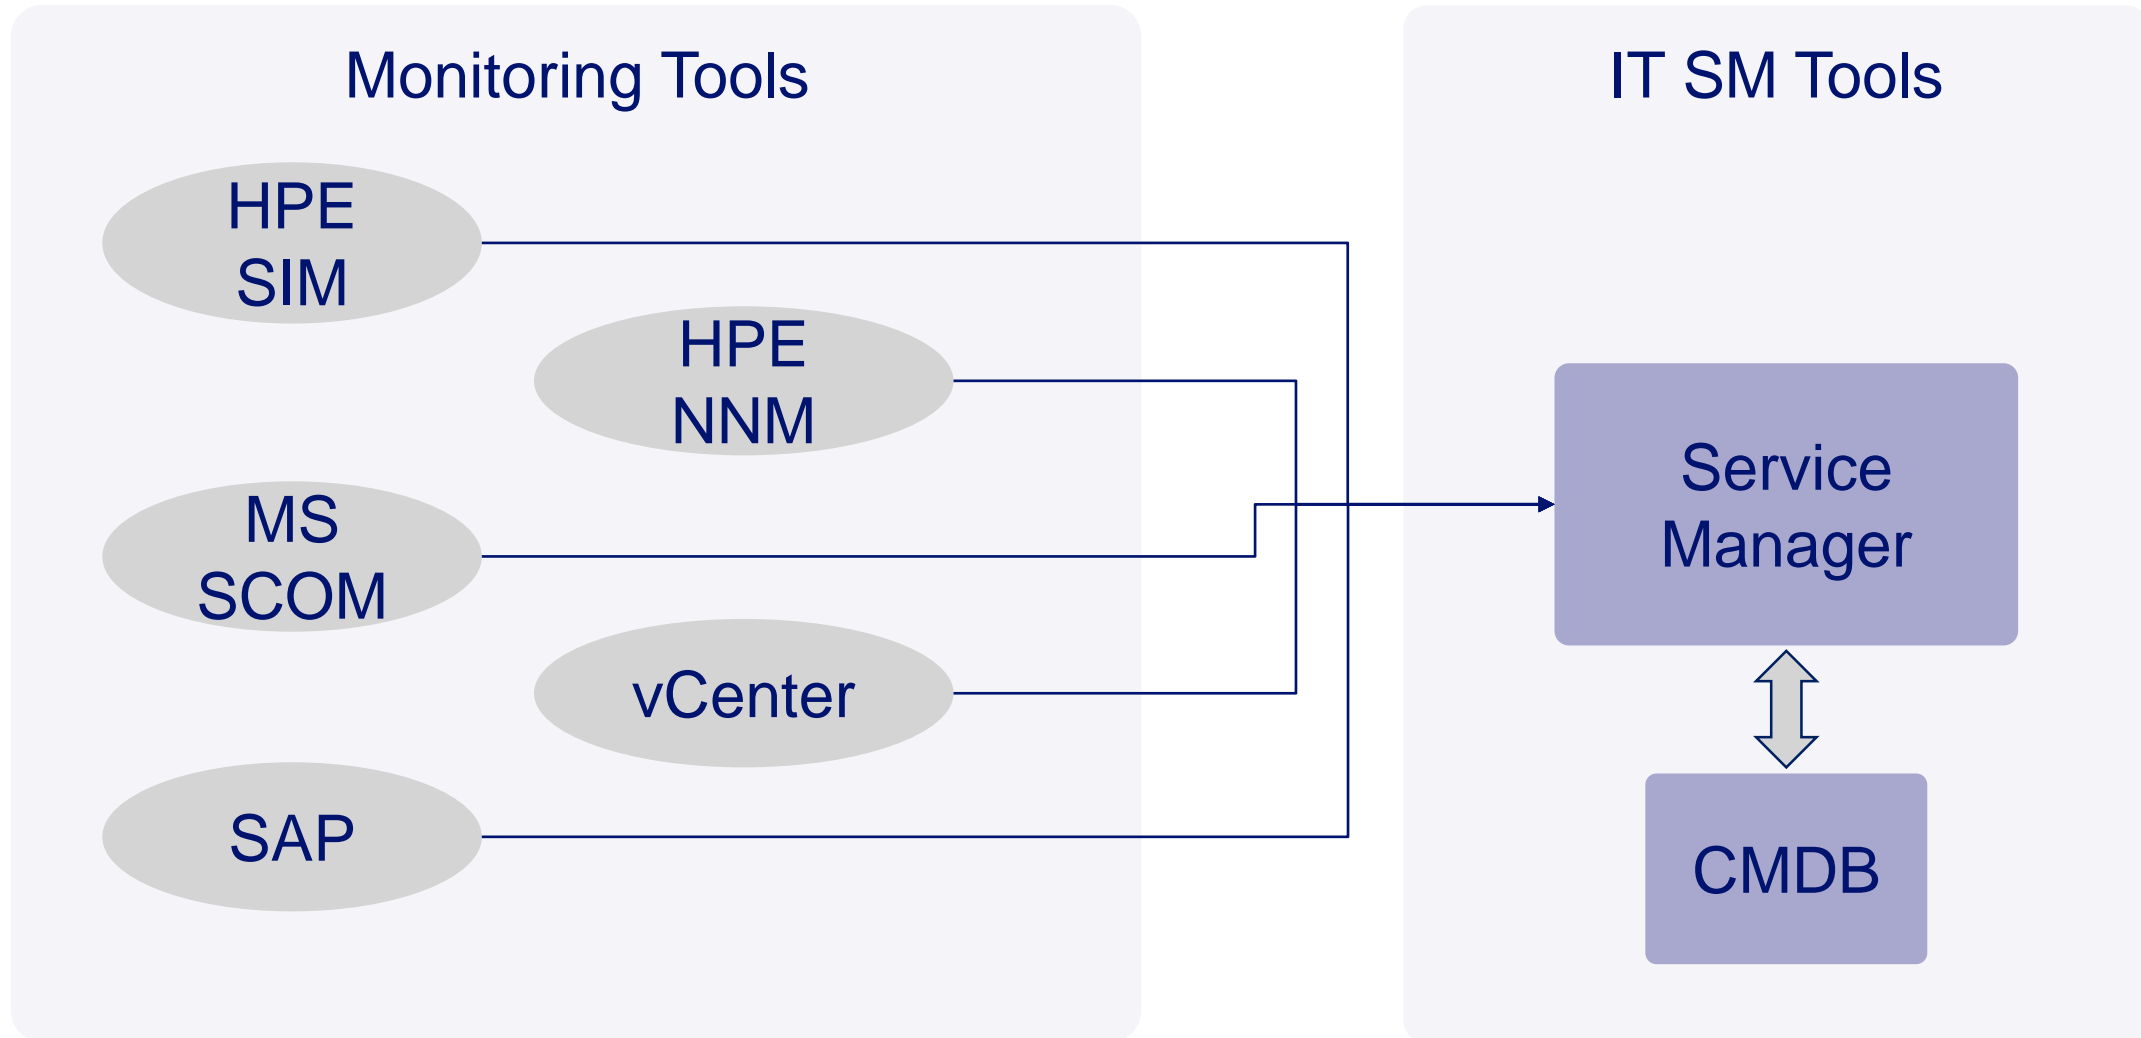 Monitoring Tools
HPE
SIM
HPE
NNM
MS
SCOM
vCenter
SAP
IT SM Tools
Service
Manager
CMDB